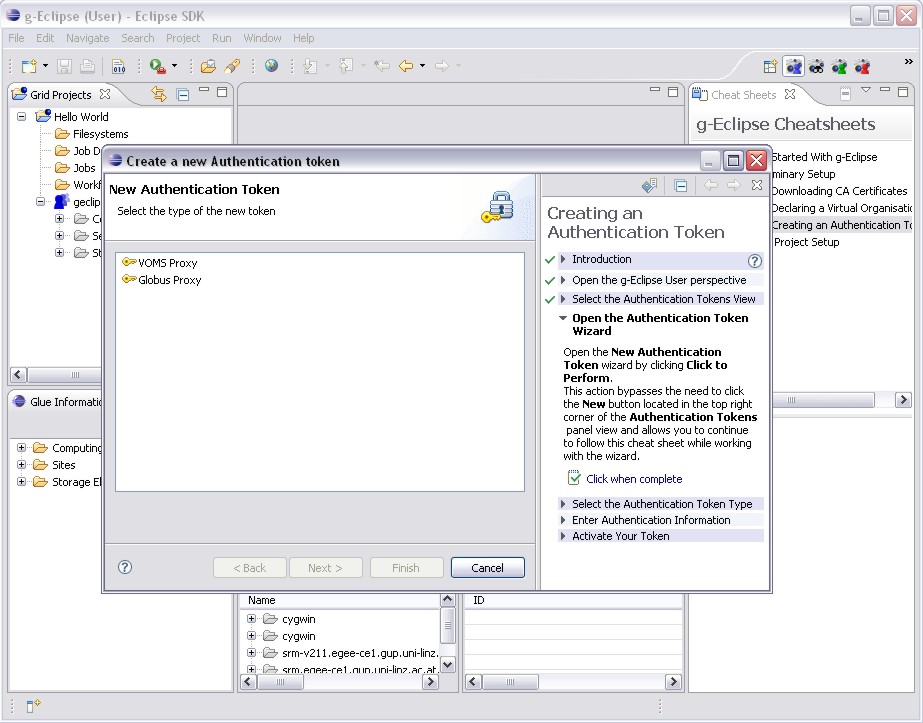 g-Eclipse (User) - Eclipse SDK
File Edit Navigate Search Project Run Window Help
Grid Projects
Hello World
Filesystems
Job D
Jobs
Workf
geclip
C
Se
St
Glue Informatio
Computing
Sites
Storage El
Cheat Sheets
g-Eclipse Cheatsheets
Started With g-Eclipse
minary Setup
Downloading CA Certificates
Declaring a Virtual Organisatio
Creating an Authentication To
Project Setup
Create a new Authentication token
New Authentication Token
Select the type of the new token
VOMS Proxy
Globus Proxy
< Back Next > Finish Cancel
Creating an
Authentication Token
Introduction
Open the g-Eclipse User perspective
Select the Authentication Tokens View
Open the Authentication Token
Wizard
Open the New Authentication
Token wizard by clicking Click to
Perform.
This action bypasses the need to click
the New button located in the top right
corner of the Authentication Tokens
panel view and allows you to continue
to follow this cheat sheet while working
with the wizard.
Click when complete
Select the Authentication Token Type
Enter Authentication Information
Activate Your Token
Name
cygwin
cygwin
srm-v211.egee-ce1.gup.uni-linz.
srm.egee-ce1.gup.uni-linz.ac.at
ID